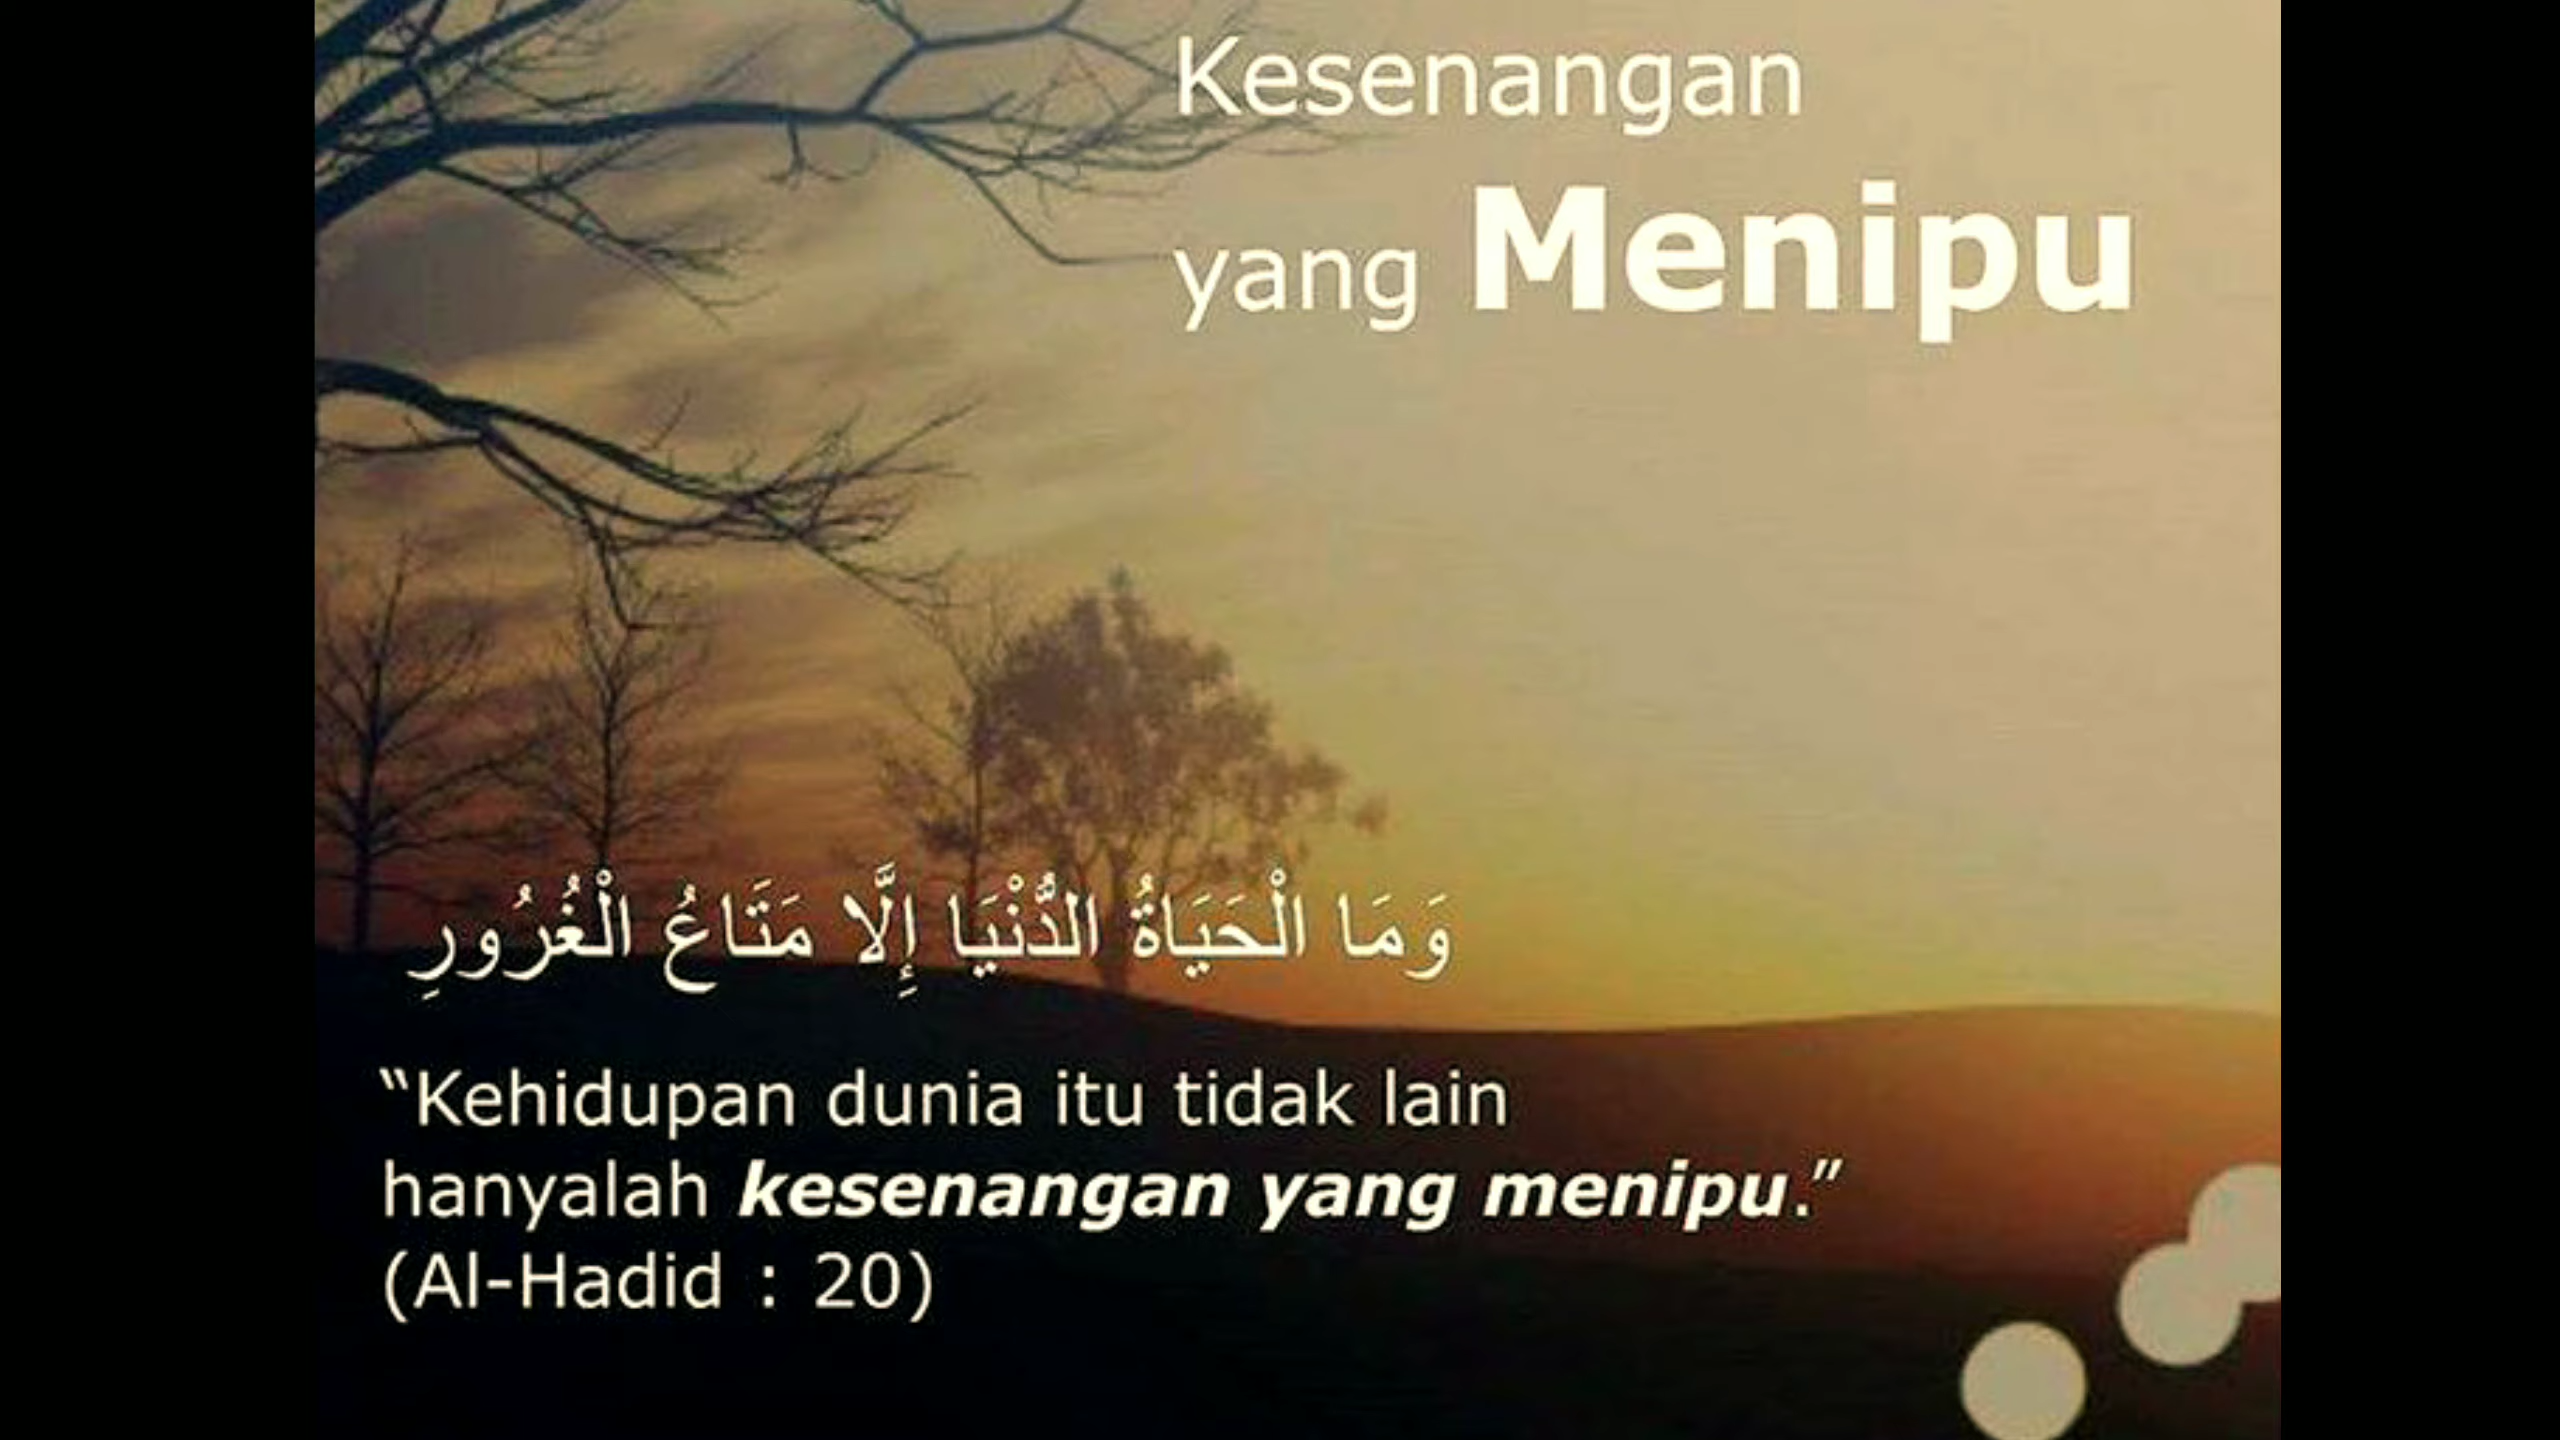 Kesenangan
yang Menipu
وَمَا الْحَيَاةُ الدُّنْيَا إِلَّا مَتَاعُ الْغُرُورِ
“Kehidupan dunia itu tidak lain
hanyalah kesenangan yang menipu.”
(Al-Hadid : 20)